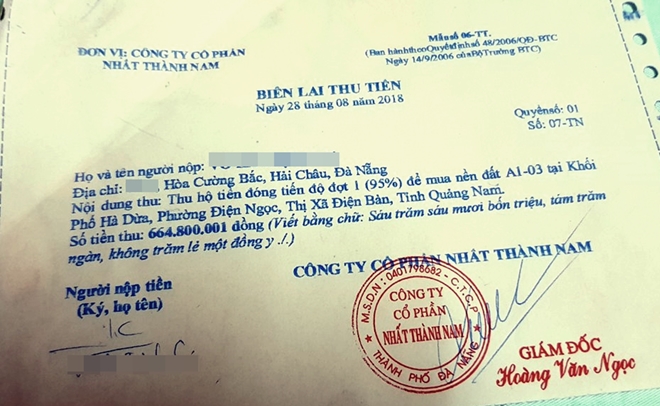 ĐƠN VỊ: CÔNG TY CỔ PHẦN
NHẤT THÀNH NAM
Mẫu số 06-TT.
(Ban hành theo Quyết định số 48/2006/QĐ-BTC
Ngày 14/9/2006 của Bộ Trưởng BTC)
BIÊN LAI THU TIỀN
Ngày 28 tháng 08 năm 2018
Quyển số: 01
Số: 07-TN
Họ và tên người nộp:
Địa chỉ: Hòa Cường Bắc, Hải Châu, Đà Nẵng
Nội dung thu: Thu hộ tiền đóng tiến độ đợt 1 (95%) để mua nền đất A1-03 tại Khối
Phố Hà Dừa, Phường Điện Ngọc, Thị Xã Điện Bàn, Tỉnh Quảng Nam.
Số tiền thu: 664.800.001 đồng (Viết bằng chữ: Sáu trăm sáu mươi bốn triệu, tám trăm
ngàn, không trăm lẻ một đồng y ./.)
CÔNG TY CỔ PHẦN NHẤT THÀNH NAM
Người nộp tiền
(Ký, họ tên)
M.S.D.N: 0401798682 - C.T.C.P
CÔNG TY
CỔ PHẦN
NHẤT THÀNH NAM
THÀNH PHỐ ĐÀ NẴNG
GIÁM ĐỐC
Hoàng Văn Ngọc